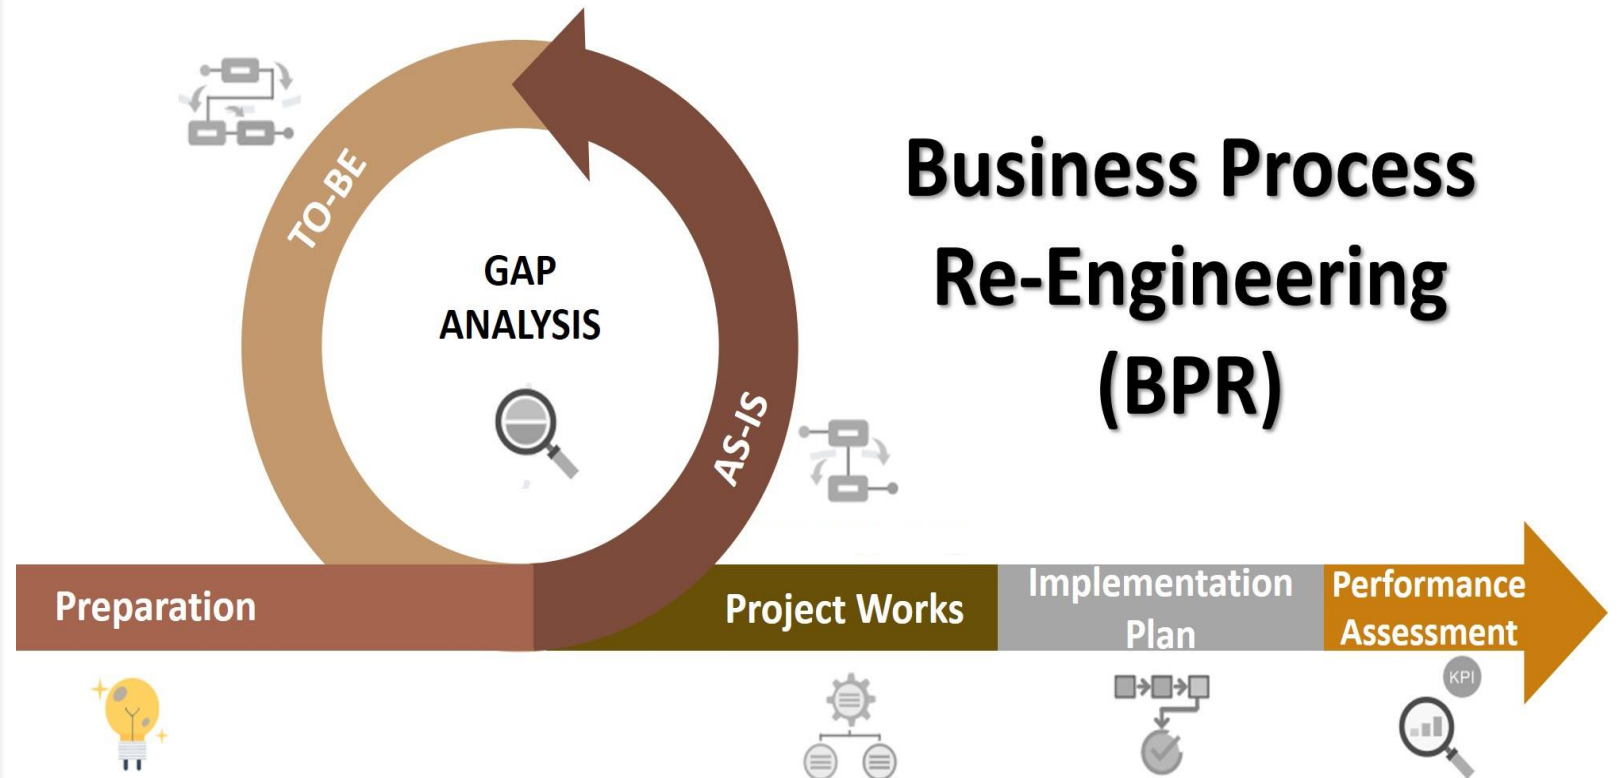 Business Process
Re-Engineering
(BPR)
TO-BE
GAP
ANALYSIS
AS-IS
Preparation
Project Works
Implementation
Plan
Performance
Assessment
KPI